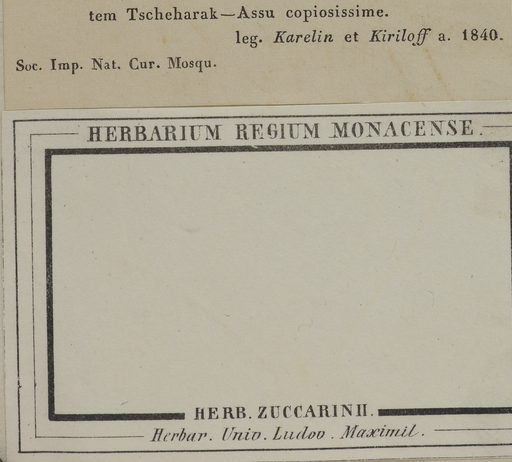 tem Tscheharak—Assu copiosissime.
leg. Karelin et Kiriloff a. 1840.
Soc. Imp. Nat. Cur. Mosqu.
HERBARIUM REGIUM MONACENSE.
HERB. ZUCCARINII.
Herbar. Univ. Ludov. Maximil.